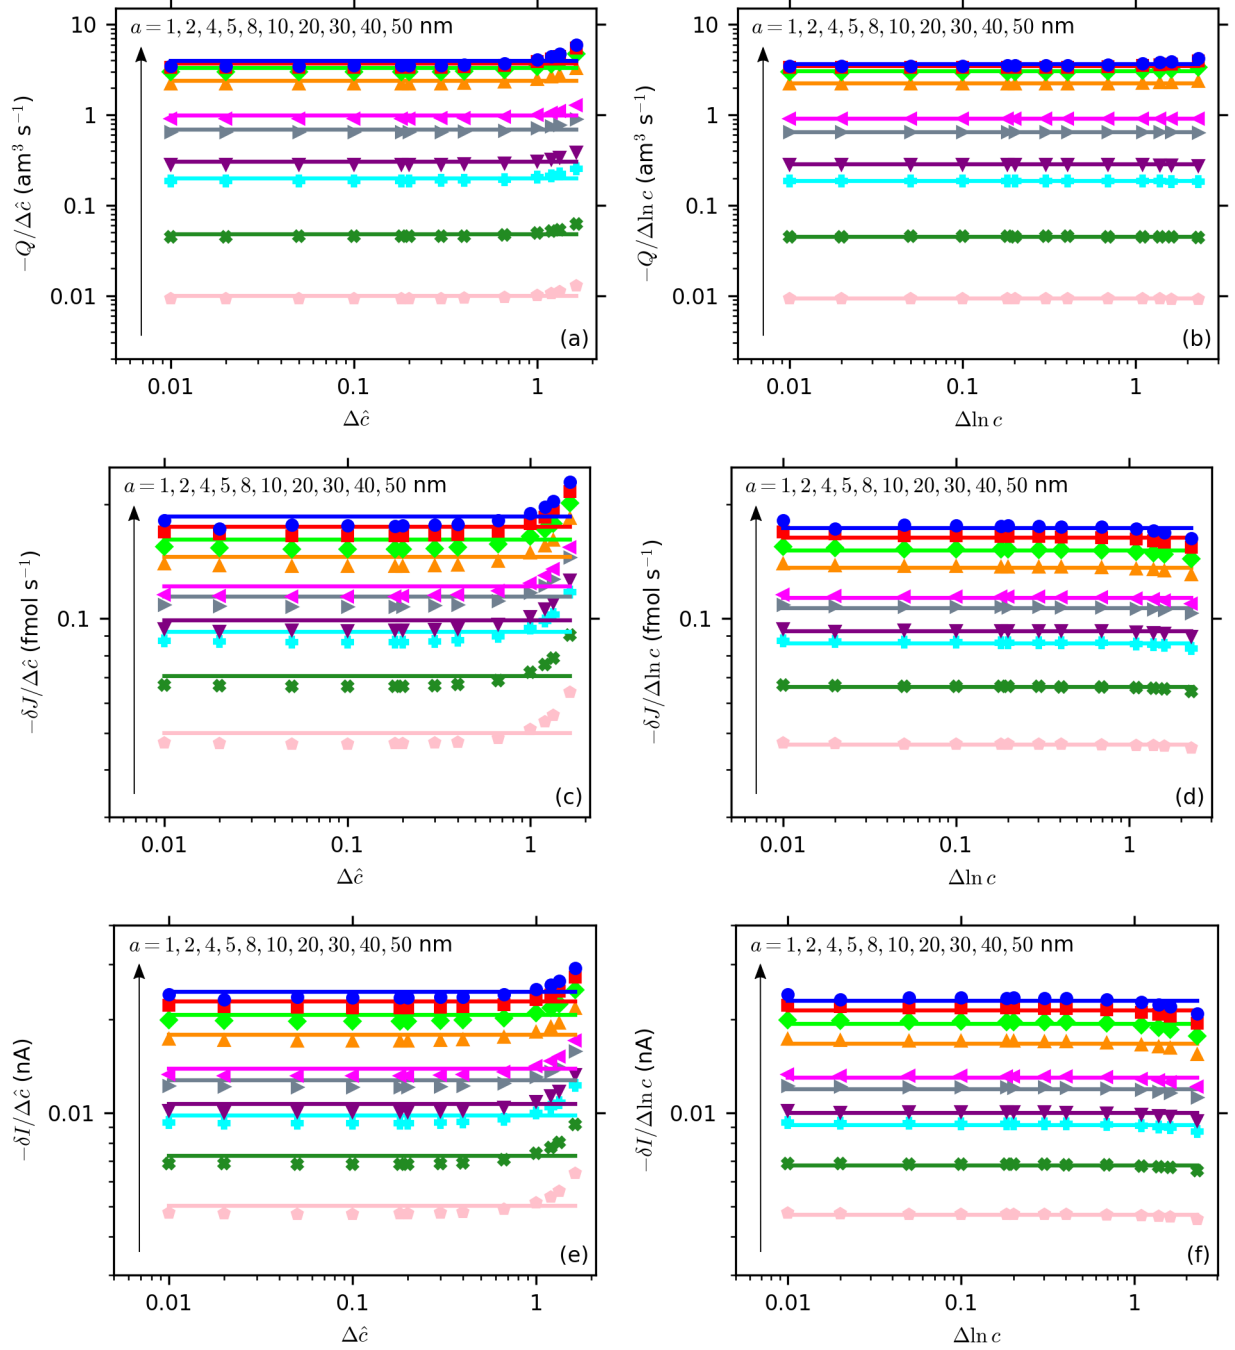 a = 1, 2, 4, 5, 8, 10, 20, 30, 40, 50 nm
10
1
0.1
0.01
−Q/Δĉ (am³ s⁻¹)
(a)
0.01 0.1 1
Δĉ
a = 1, 2, 4, 5, 8, 10, 20, 30, 40, 50 nm
10
1
0.1
0.01
−Q/Δln c (am³ s⁻¹)
(b)
0.01 0.1 1
Δln c
a = 1, 2, 4, 5, 8, 10, 20, 30, 40, 50 nm
0.1
−δJ/Δĉ (fmol s⁻¹)
(c)
0.01 0.1 1
Δĉ
a = 1, 2, 4, 5, 8, 10, 20, 30, 40, 50 nm
0.1
−δJ/Δln c (fmol s⁻¹)
(d)
0.01 0.1 1
Δln c
a = 1, 2, 4, 5, 8, 10, 20, 30, 40, 50 nm
0.01
−δI/Δĉ (nA)
(e)
0.01 0.1 1
Δĉ
a = 1, 2, 4, 5, 8, 10, 20, 30, 40, 50 nm
0.01
−δI/Δln c (nA)
(f)
0.01 0.1 1
Δln c